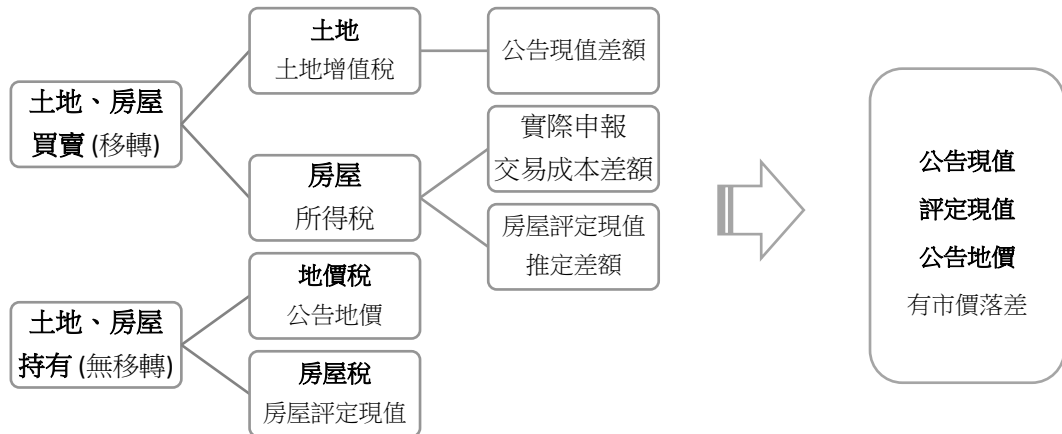 土地、房屋
買賣 (移轉)
土地
土地增值稅
公告現值差額
房屋
所得稅
實際申報
交易成本差額
房屋評定現值
推定差額
土地、房屋
持有 (無移轉)
地價稅
公告地價
房屋稅
房屋評定現值
公告現值
評定現值
公告地價
有市價落差